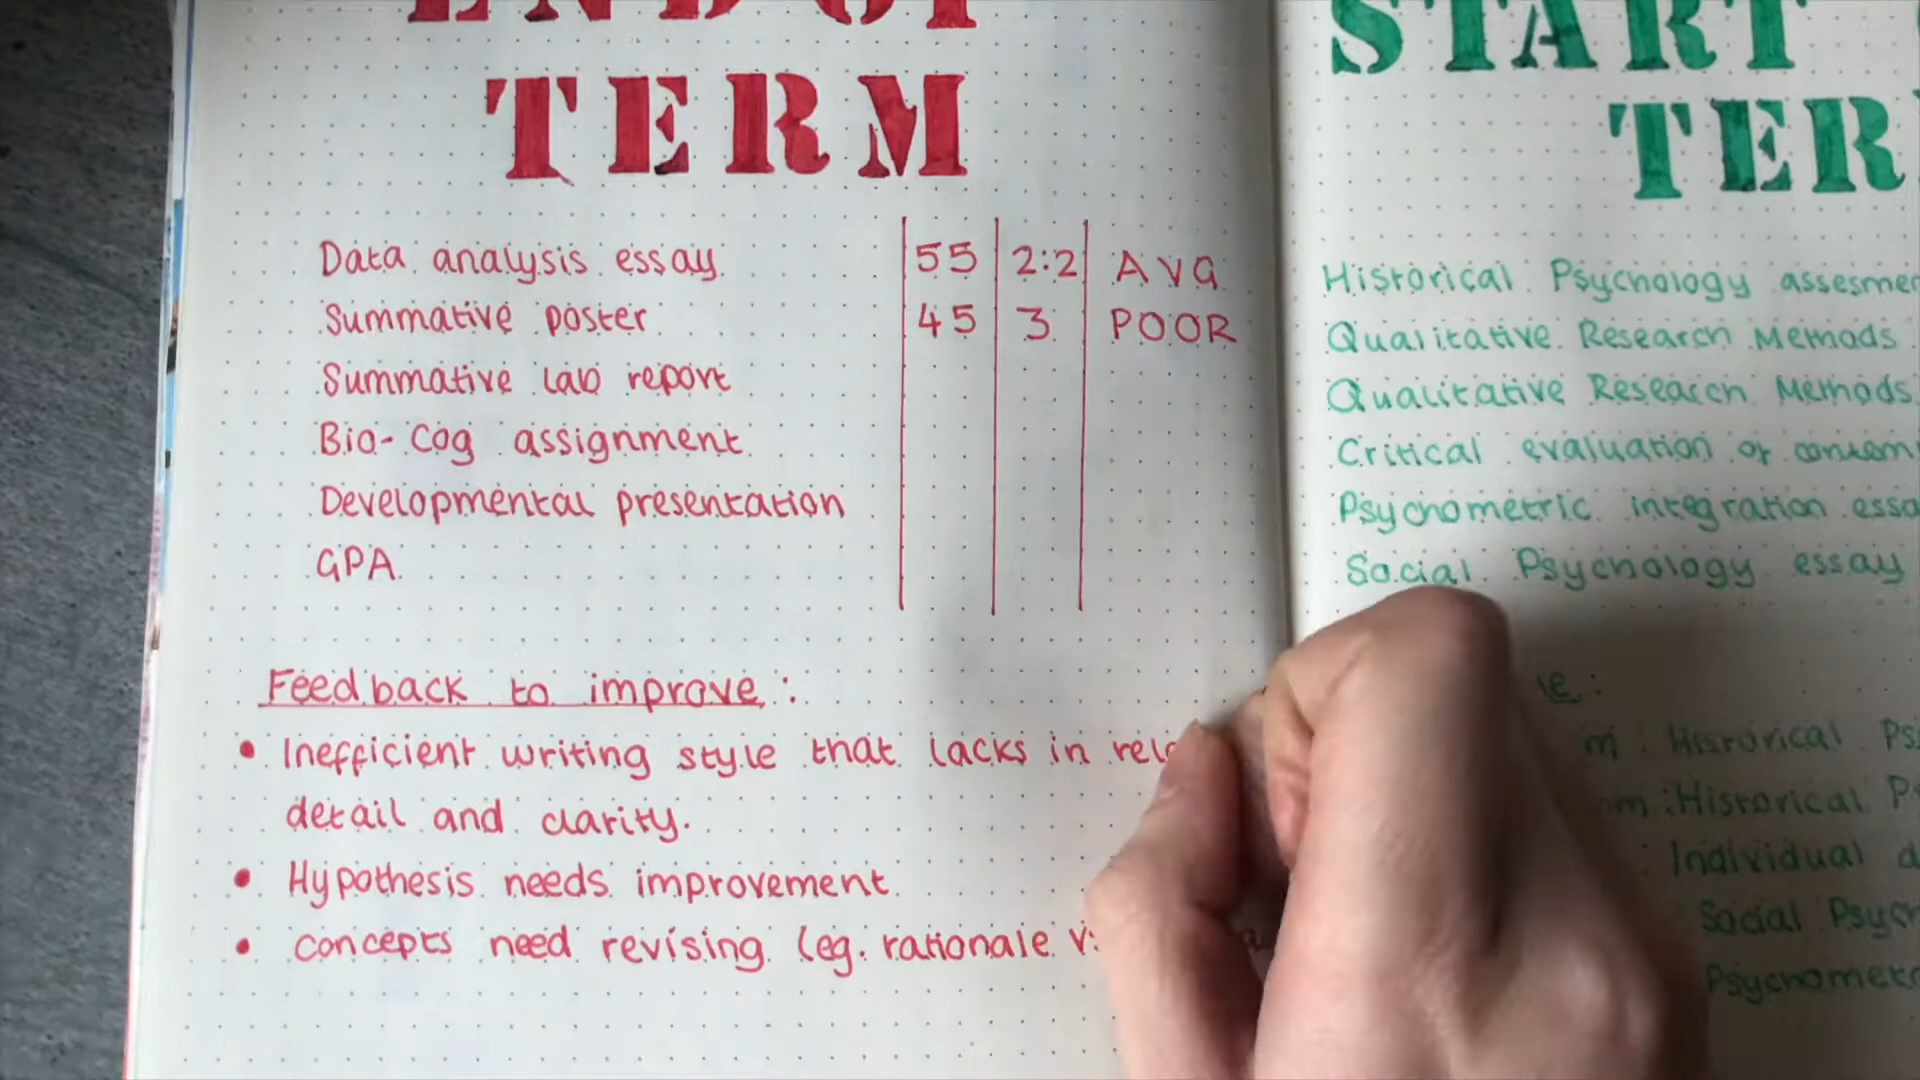 END OF
TERM
Data analysis essay 55 2:2 AVG
Summative poster 45 3 POOR
Summative lab report
Bio-Cog assignment
Developmental presentation
GPA
Feedback to improve:
• Inefficient writing style that lacks in
detail and clarity.
• Hypothesis needs improvement
• concepts need revising (eg. rationale
START
Historical Psychology
Qualitative Research Methods
Qualitative Research Methods
Critical evaluation of
Psychometric integration
Social Psychology essay
: Historical
: Historical
: Individual
Social